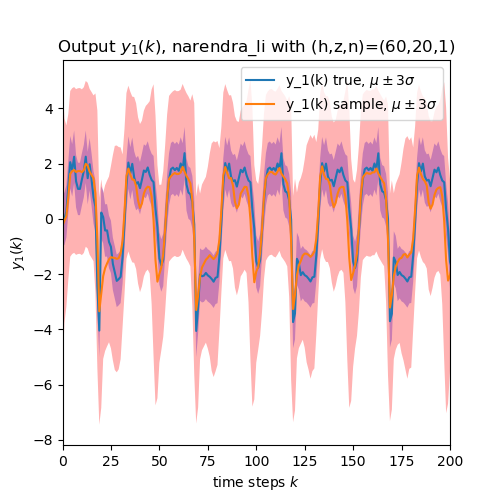 Output y₁(k), narendra_li with (h,z,n)=(60,20,1)
y_1(k) true, μ ± 3σ
y_1(k) sample, μ ± 3σ
y₁(k)
4
2
0
−2
−4
−6
−8
0 25 50 75 100 125 150 175 200
time steps k